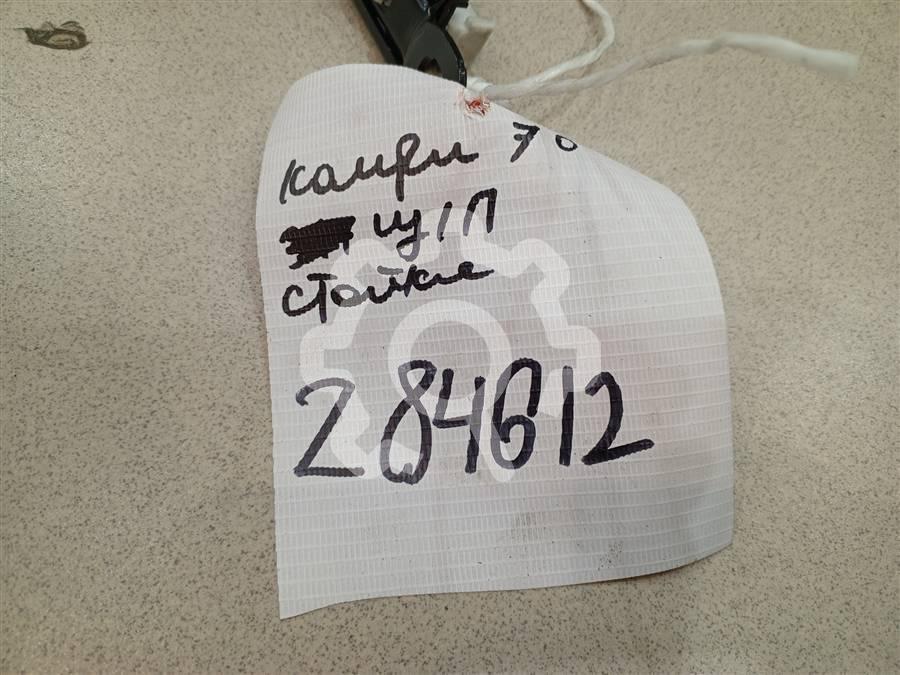 камри 70
щ/п
стойке
284612